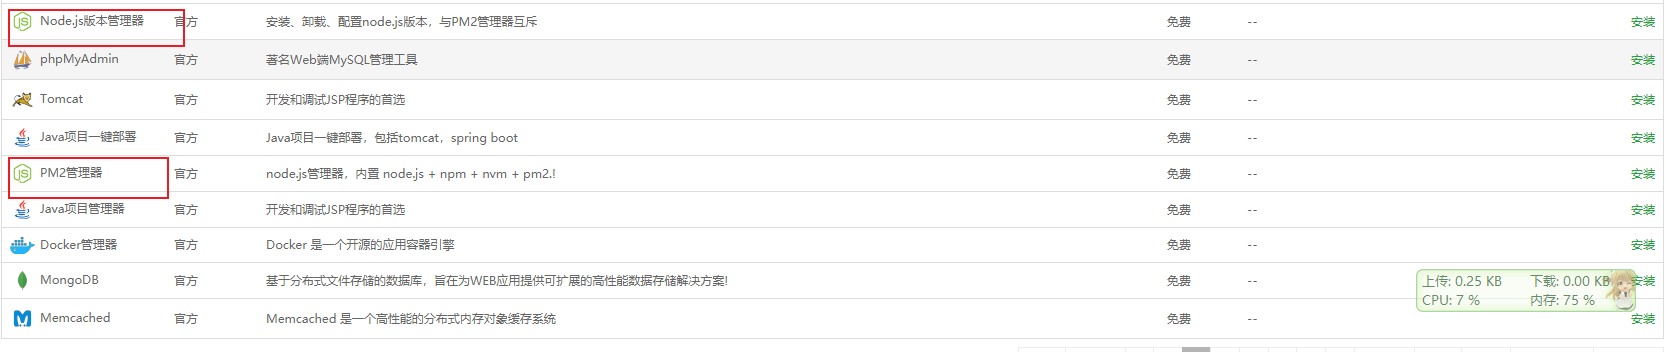 Node.js版本管理器 官方 安装、卸载、配置node.js版本，与PM2管理器互斥 免费 -- 安装
phpMyAdmin 官方 著名Web端MySQL管理工具 免费 -- 安装
Tomcat 官方 开发和调试JSP程序的首选 免费 -- 安装
Java项目一键部署 官方 Java项目一键部署，包括tomcat，spring boot 免费 -- 安装
PM2管理器 官方 node.js管理器，内置 node.js + npm + nvm + pm2.! 免费 -- 安装
Java项目管理器 官方 开发和调试JSP程序的首选 免费 -- 安装
Docker管理器 官方 Docker 是一个开源的应用容器引擎 免费 -- 安装
MongoDB 官方 基于分布式文件存储的数据库，旨在为WEB应用提供可扩展的高性能数据存储解决方案! 免费 -- 安装
上传: 0.25 KB 下载: 0.00 KB
CPU: 7 % 内存: 75 %
Memcached 官方 Memcached 是一个高性能的分布式内存对象缓存系统 免费 -- 安装